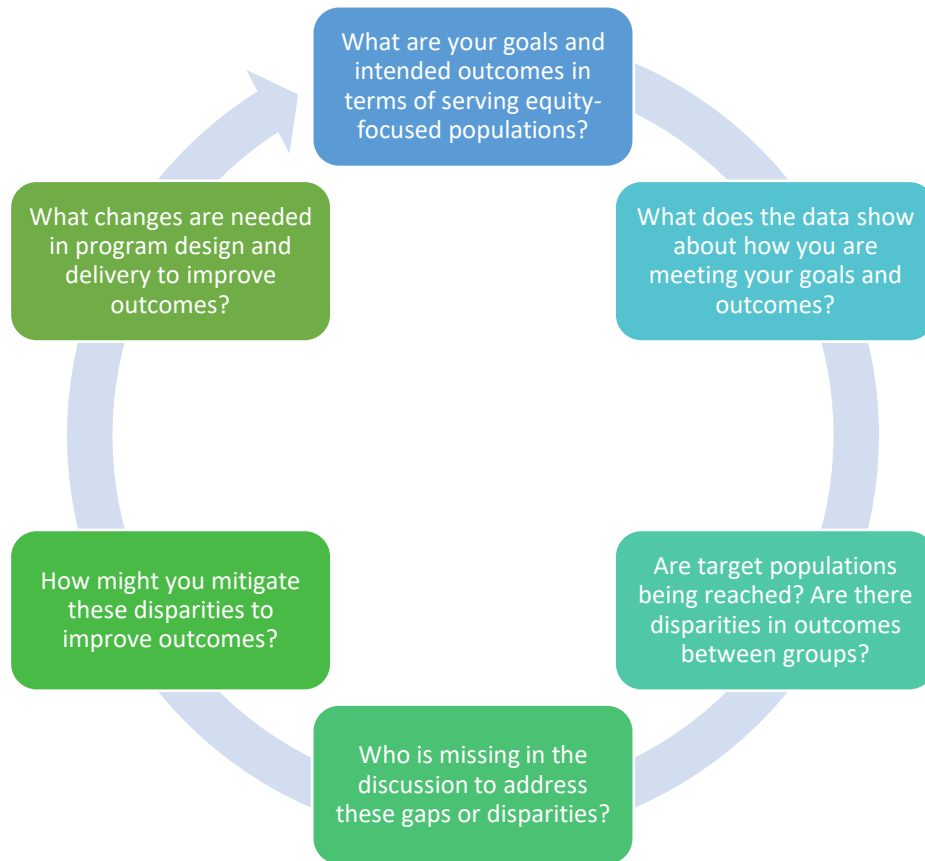 What are your goals and
intended outcomes in
terms of serving equity-
focused populations?
What does the data show
about how you are
meeting your goals and
outcomes?
Are target populations
being reached? Are there
disparities in outcomes
between groups?
Who is missing in the
discussion to address
these gaps or disparities?
How might you mitigate
these disparities to
improve outcomes?
What changes are needed
in program design and
delivery to improve
outcomes?